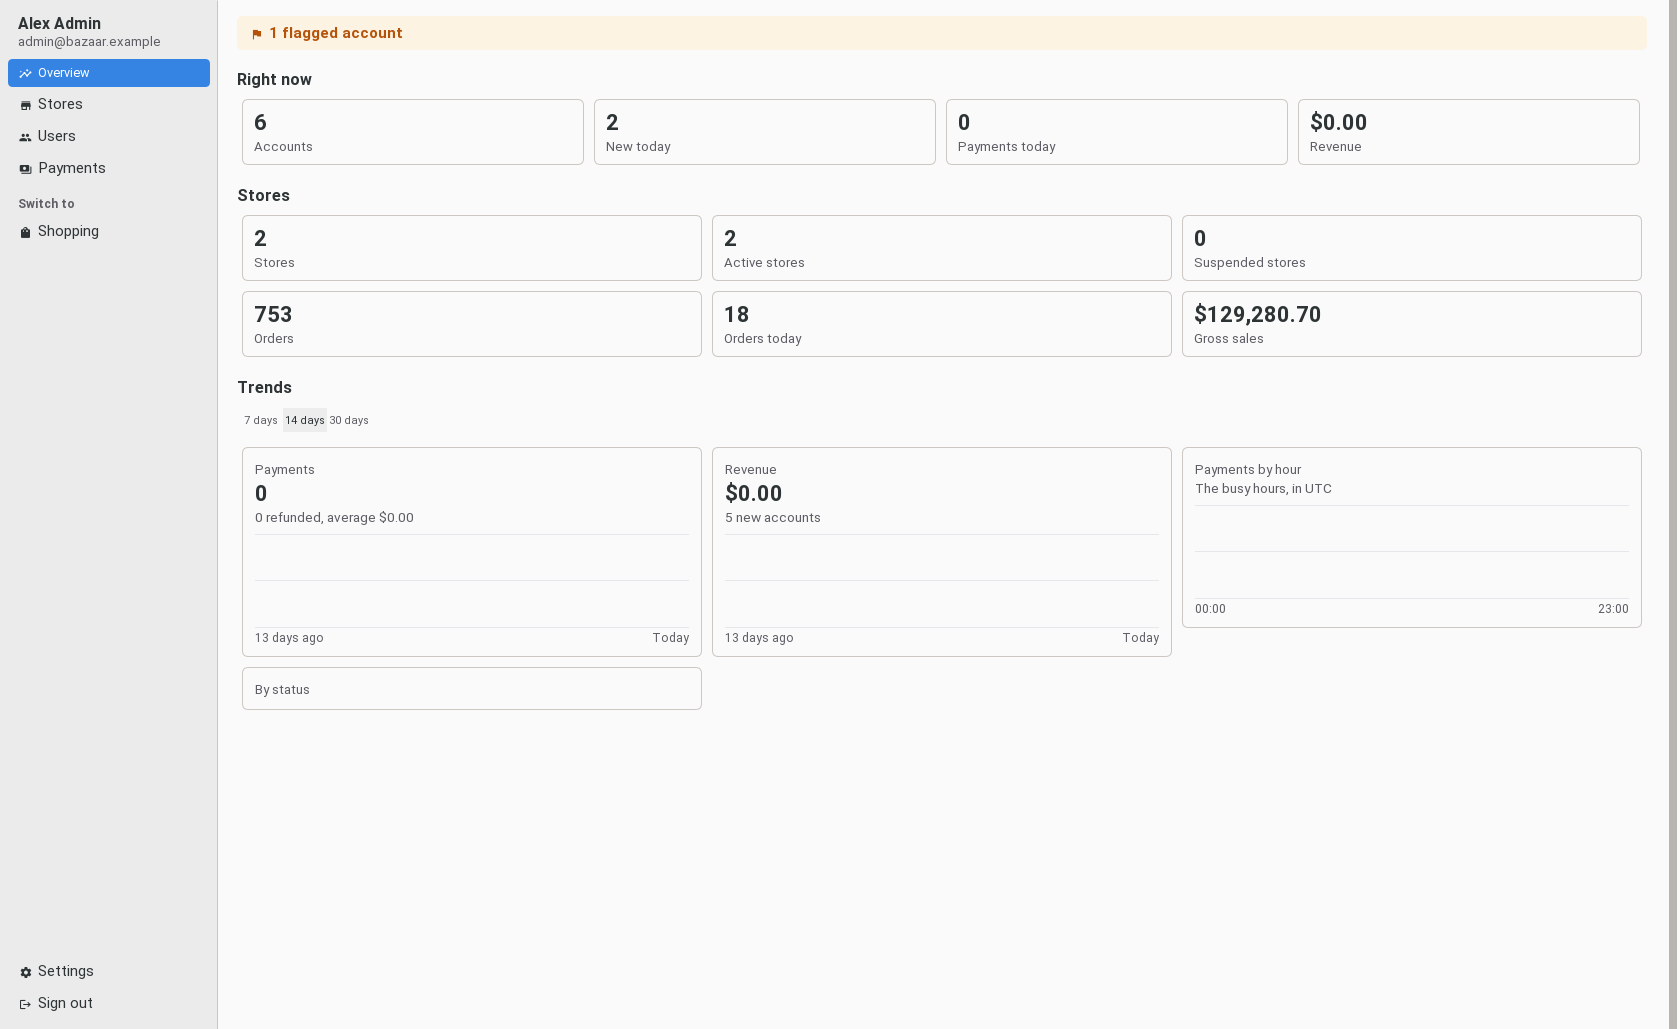 Alex Admin
admin@bazaar.example
Overview
Stores
Users
Payments
Switch to
Shopping
Settings
Sign out
1 flagged account
Right now
6
Accounts
2
New today
0
Payments today
$0.00
Revenue
Stores
2
Stores
2
Active stores
0
Suspended stores
753
Orders
18
Orders today
$129,280.70
Gross sales
Trends
7 days 14 days 30 days
Payments
0
0 refunded, average $0.00
13 days ago Today
Revenue
$0.00
5 new accounts
13 days ago Today
Payments by hour
The busy hours, in UTC
00:00 23:00
By status